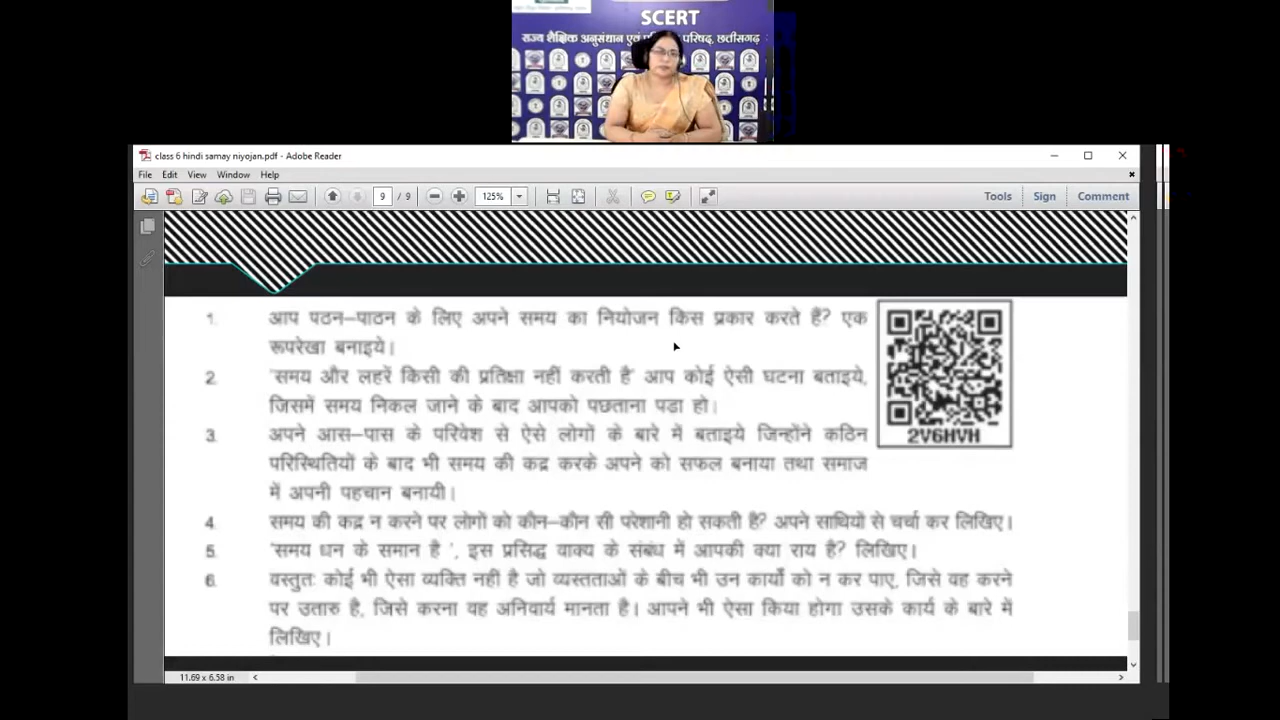 SCERT
राज्य शैक्षिक अनुसंधान एवं परिषद, छत्तीसगढ़
class 6 hindi samay niyojan.pdf - Adobe Reader
File Edit View Window Help
9 / 9 125% Tools Sign Comment
1. आप पठन–पाठन के लिए अपने समय का नियोजन किस प्रकार करते हैं? एक
रूपरेखा बनाइये।
2. 'समय और लहरें किसी की प्रतिक्षा नहीं करती है' आप कोई ऐसी घटना बताइये,
जिसमें समय निकल जाने के बाद आपको पछताना पडा हो।
3. अपने आस–पास के परिवेश से ऐसे लोगों के बारे में बताइये जिन्होंने कठिन
परिस्थितियों के बाद भी समय की कद्र करके अपने को सफल बनाया तथा समाज
में अपनी पहचान बनायी।
2V6HVH
4. समय की कद्र न करने पर लोगों को कौन–कौन सी परेशानी हो सकती है? अपने साथियों से चर्चा कर लिखिए।
5. 'समय धन के समान है ', इस प्रसिद्ध वाक्य के संबंध में आपकी क्या राय है? लिखिए।
6. वस्तुतः कोई भी ऐसा व्यक्ति नहीं है जो व्यस्तताओं के बीच भी उन कार्यों को न कर पाए, जिसे वह करने
पर उतारु है, जिसे करना वह अनिवार्य मानता है। आपने भी ऐसा किया होगा उसके कार्य के बारे में
लिखिए।
11.69 x 6.58 in